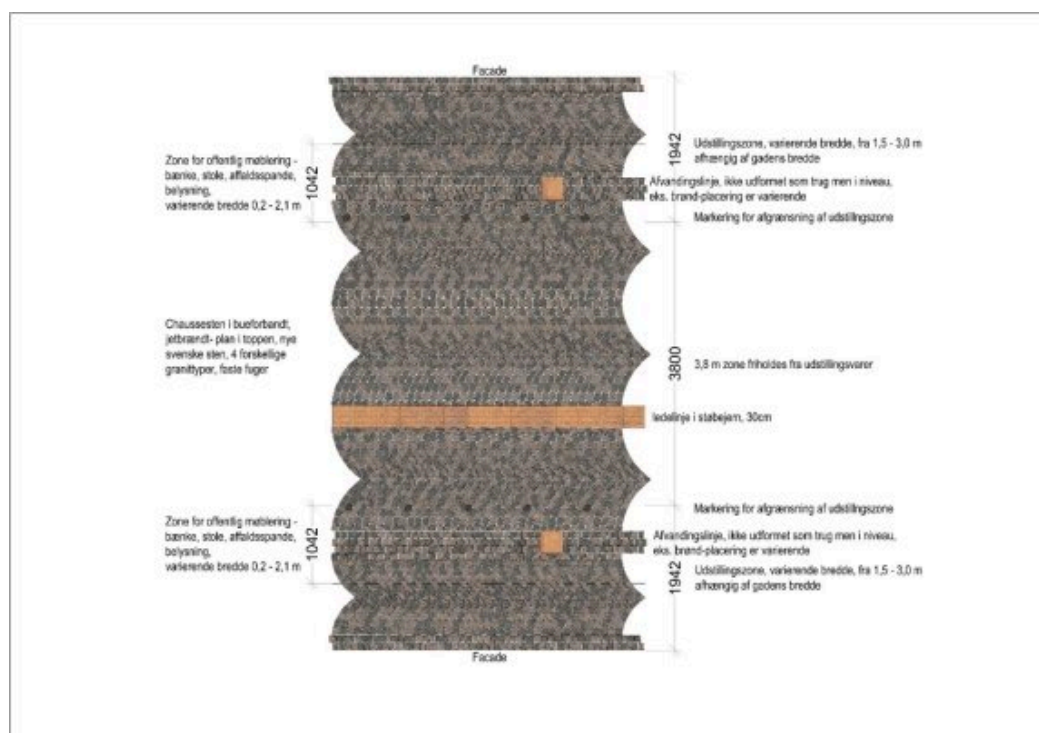 Facade
Zone for offentlig møblering -
bænke, stole, affaldsspande,
belysning,
varierende bredde 0,2 - 2,1 m
1042
1942
Udstillingszone, varierende bredde, fra 1,5 - 3,0 m
afhængig af gadens bredde
Afvandingslinje, ikke udformet som trug men i niveau,
eks. brønd-placering er varierende
Markering for afgrænsning af udstillngszone
Chaussesten i bueforbandt,
jetbrændt- plan i toppen, nye
svenske sten, 4 forskellige
granittyper, faste fuger
3800
3,8 m zone friholdes fra udstillingsvarer
ledelinje i støbejern, 30cm
Zone for offentlig møblering -
bænke, stole, affaldsspande,
belysning,
varierende bredde 0,2 - 2,1 m
1042
Markering for afgrænsning af udstillngszone
Afvandingslinje, ikke udformet som trug men i niveau,
eks. brønd-placering er varierende
1942
Udstillingszone, varierende bredde, fra 1,5 - 3,0 m
afhængig af gadens bredde
Facade